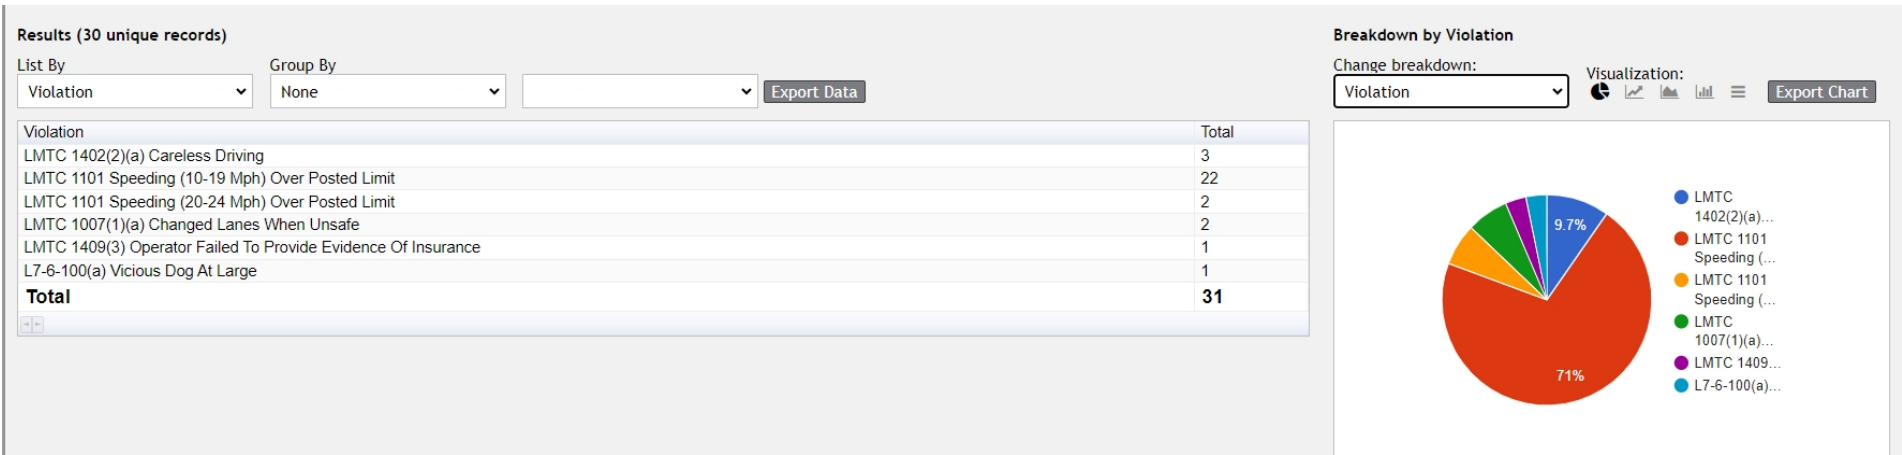 Results (30 unique records)
List By Group By
Violation None Export Data
Violation Total
LMTC 1402(2)(a) Careless Driving 3
LMTC 1101 Speeding (10-19 Mph) Over Posted Limit 22
LMTC 1101 Speeding (20-24 Mph) Over Posted Limit 2
LMTC 1007(1)(a) Changed Lanes When Unsafe 2
LMTC 1409(3) Operator Failed To Provide Evidence Of Insurance 1
L7-6-100(a) Vicious Dog At Large 1
Total 31
Breakdown by Violation
Change breakdown:
Visualization:
Violation Export Chart
9.7%
71%
LMTC
1402(2)(a)...
LMTC 1101
Speeding (...
LMTC 1101
Speeding (...
LMTC
1007(1)(a)...
LMTC 1409...
L7-6-100(a)...